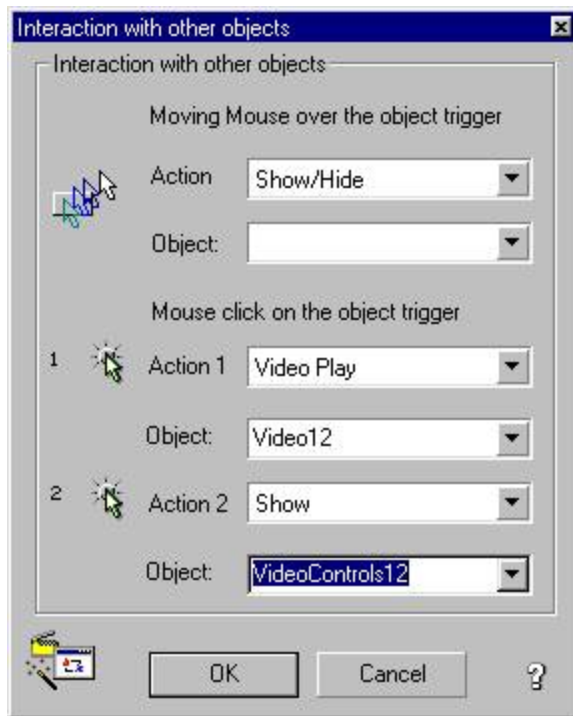 Interaction with other objects
Interaction with other objects
Moving Mouse over the object trigger
Action Show/Hide
Object:
Mouse click on the object trigger
1 Action 1 Video Play
Object: Video12
2 Action 2 Show
Object: VideoControls12
OK Cancel ?